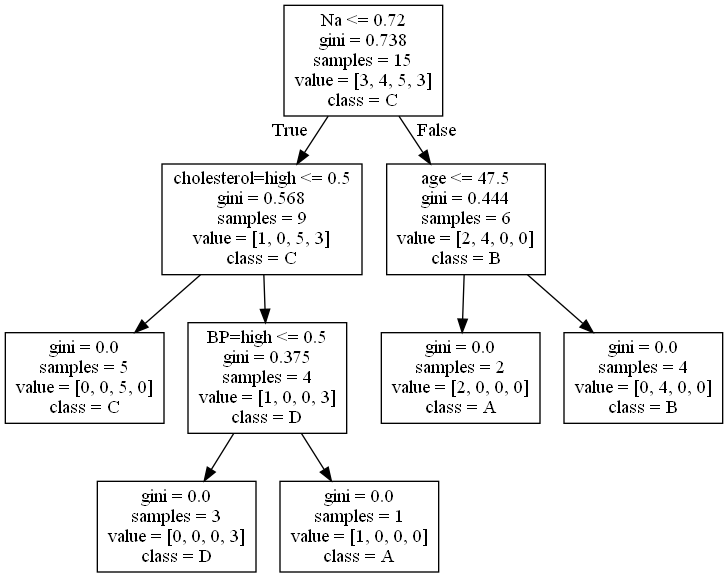 Na <= 0.72
gini = 0.738
samples = 15
value = [3, 4, 5, 3]
class = C
True
False
cholesterol=high <= 0.5
gini = 0.568
samples = 9
value = [1, 0, 5, 3]
class = C
age <= 47.5
gini = 0.444
samples = 6
value = [2, 4, 0, 0]
class = B
gini = 0.0
samples = 5
value = [0, 0, 5, 0]
class = C
BP=high <= 0.5
gini = 0.375
samples = 4
value = [1, 0, 0, 3]
class = D
gini = 0.0
samples = 2
value = [2, 0, 0, 0]
class = A
gini = 0.0
samples = 4
value = [0, 4, 0, 0]
class = B
gini = 0.0
samples = 3
value = [0, 0, 0, 3]
class = D
gini = 0.0
samples = 1
value = [1, 0, 0, 0]
class = A